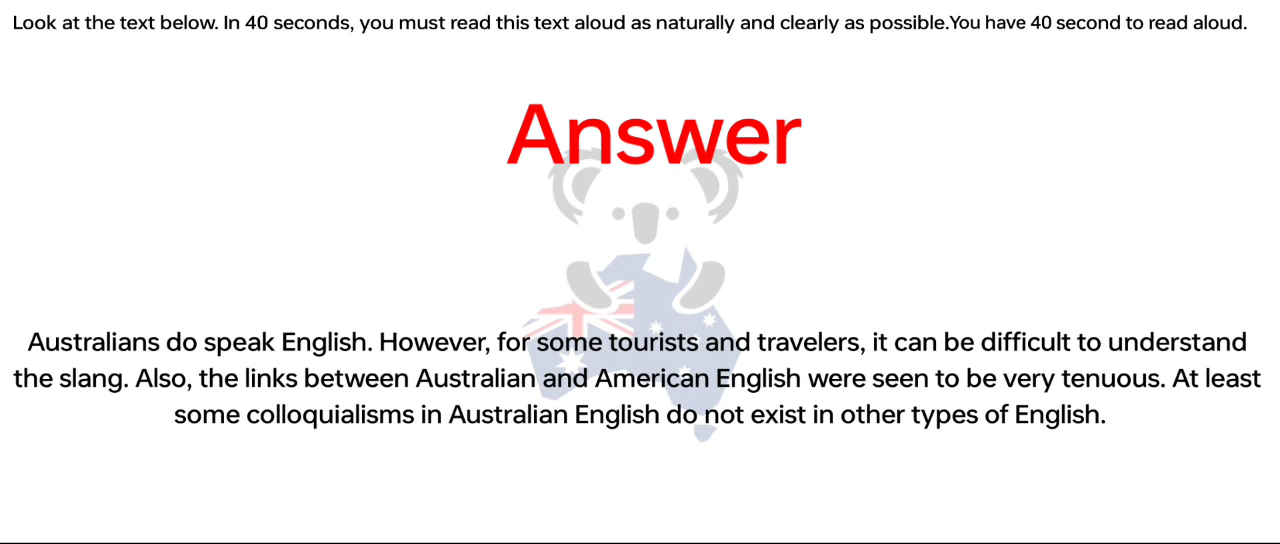 Look at the text below. In 40 seconds, you must read this text aloud as naturally and clearly as possible.You have 40 second to read aloud.
Answer
Australians do speak English. However, for some tourists and travelers, it can be difficult to understand
the slang. Also, the links between Australian and American English were seen to be very tenuous. At least
some colloquialisms in Australian English do not exist in other types of English.